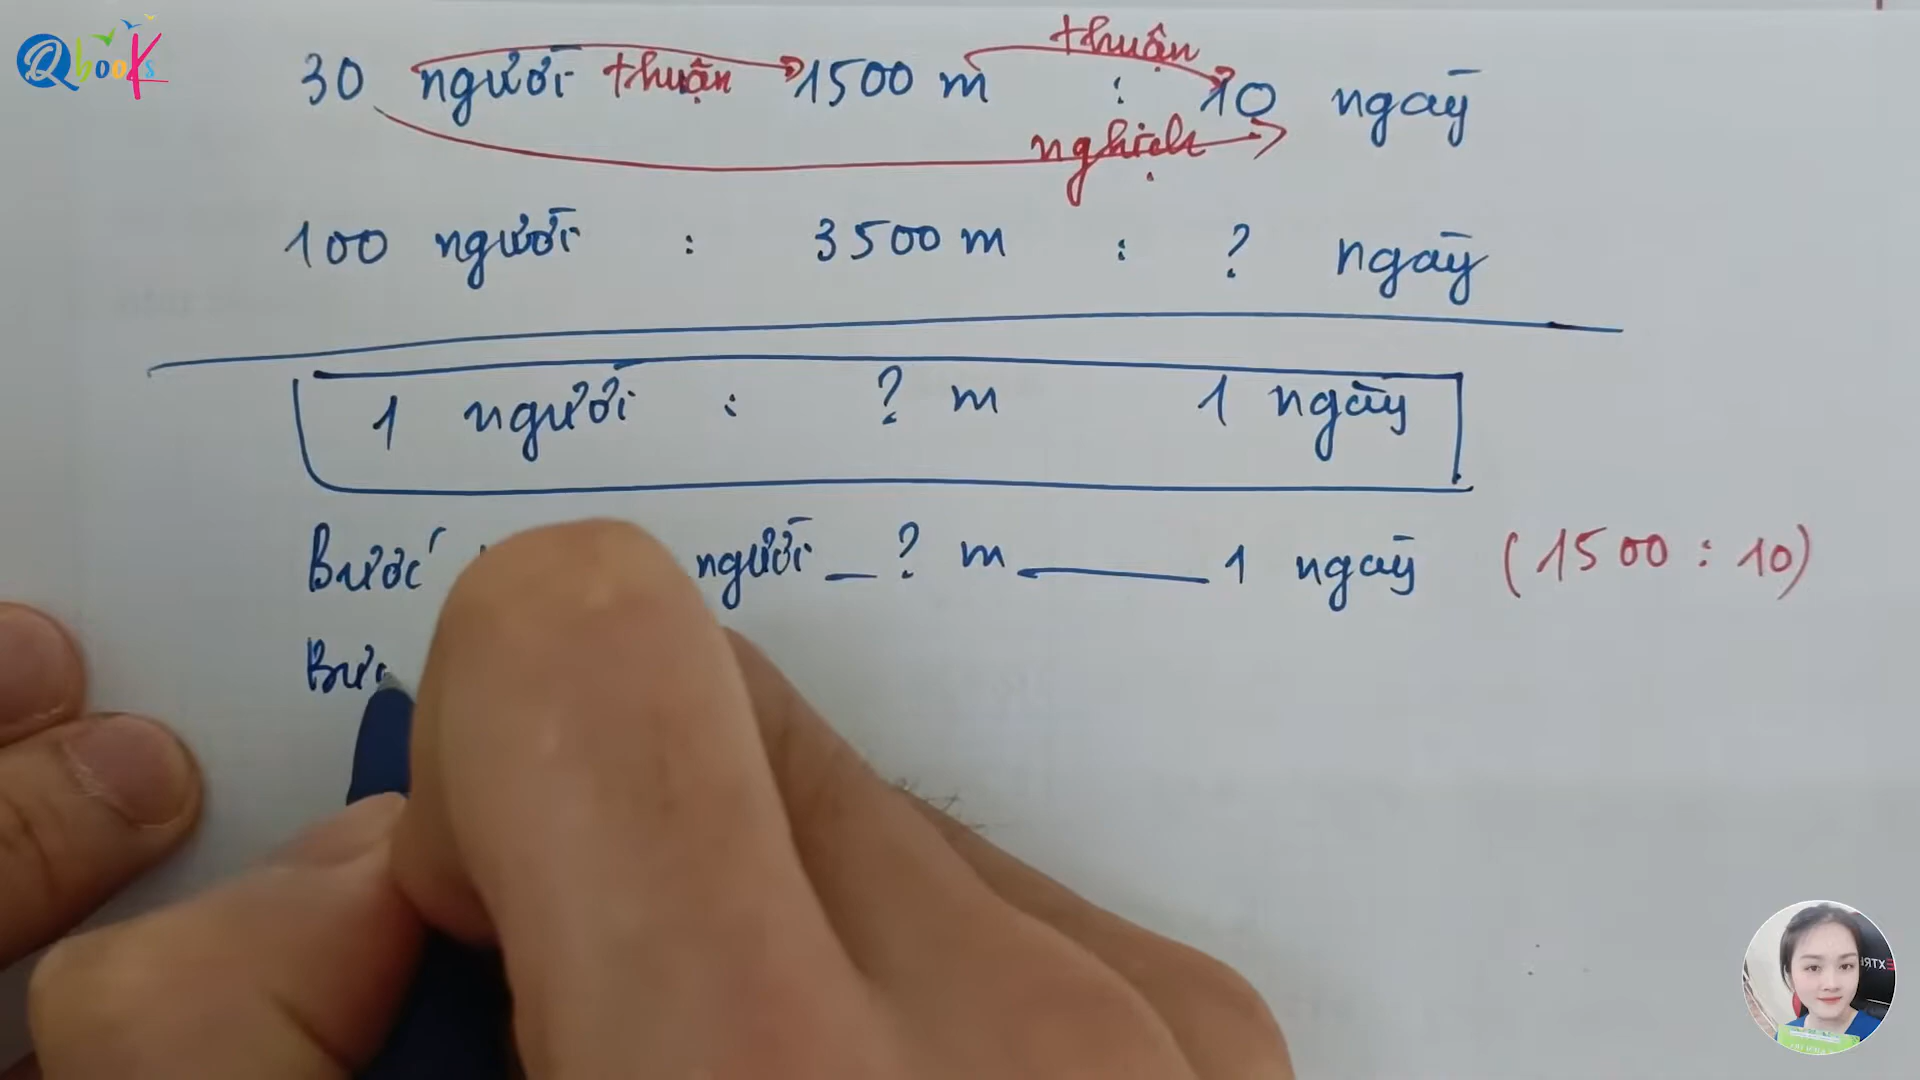 Qbooks
30 người thuận 1500 m thuận : 10 ngày
nghịch
100 người : 3500 m : ? ngày
1 người : ? m 1 ngày
Bước người _ ? m ___ 1 ngày (1500 : 10)